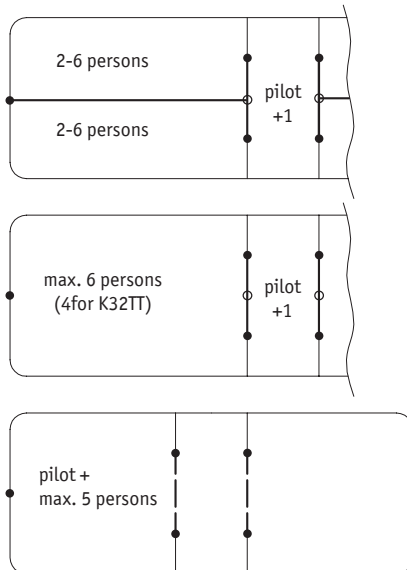 2-6 persons
2-6 persons
pilot
+1
max. 6 persons
(4for K32TT)
pilot
+1
pilot +
max. 5 persons